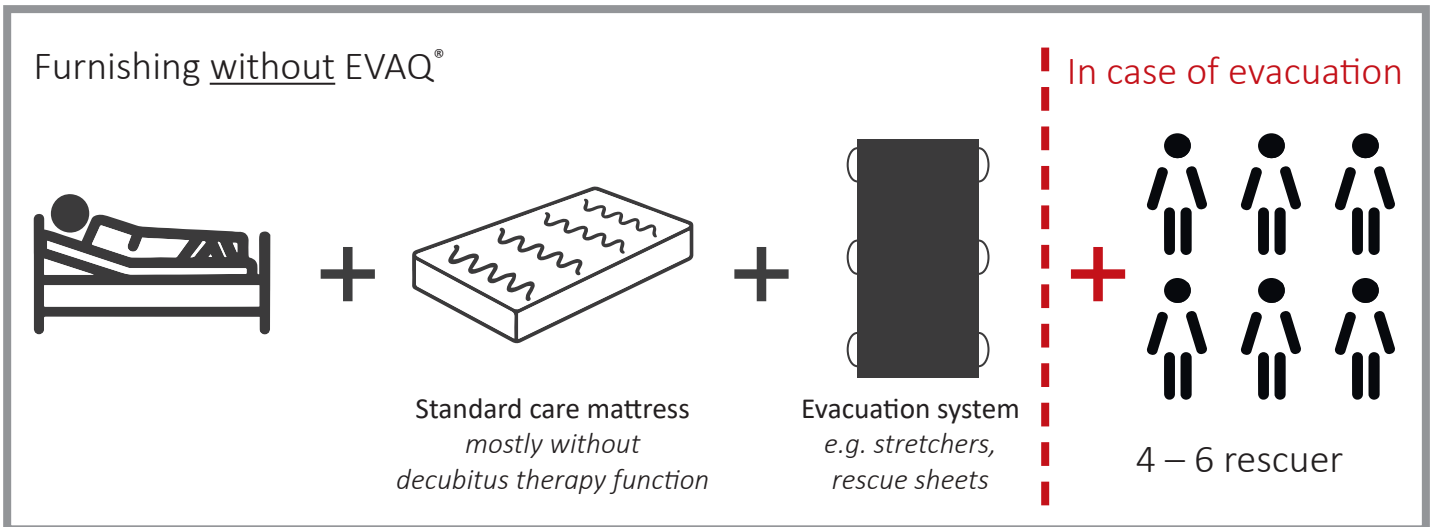 Furnishing without EVAQ®
In case of evacuation
Standard care mattress
mostly without
decubitus therapy function
Evacuation system
e.g. stretchers,
rescue sheets
4 – 6 rescuer